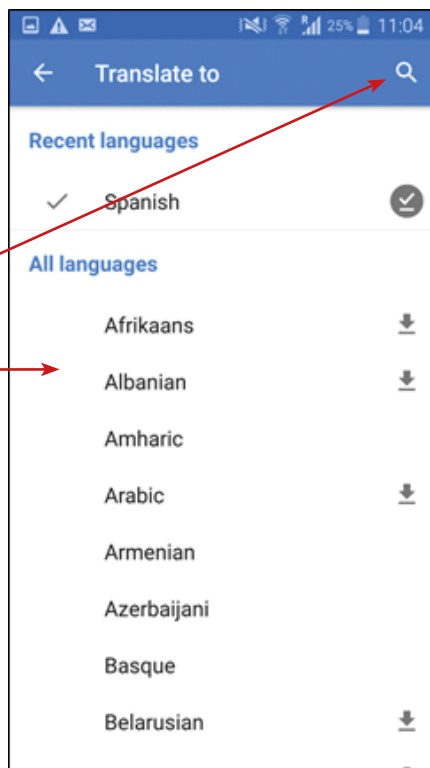 25% 11:04
Translate to
Recent languages
Spanish
All languages
Afrikaans
Albanian
Amharic
Arabic
Armenian
Azerbaijani
Basque
Belarusian